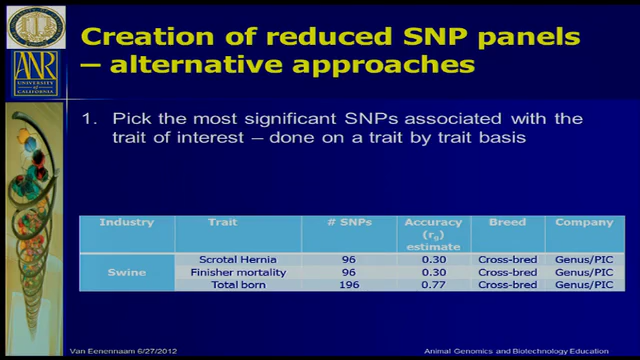 Creation of reduced SNP panels
– alternative approaches
ANR
UNIVERSITY
of
CALIFORNIA
1. Pick the most significant SNPs associated with the
trait of interest – done on a trait by trait basis
Industry Trait # SNPs Accuracy (rg) estimate Breed Company
Swine
Scrotal Hernia 96 0.30 Cross-bred Genus/PIC
Finisher mortality 96 0.30 Cross-bred Genus/PIC
Total born 196 0.77 Cross-bred Genus/PIC
Van Eenennaam 6/27/2012
Animal Genomics and Biotechnology Education